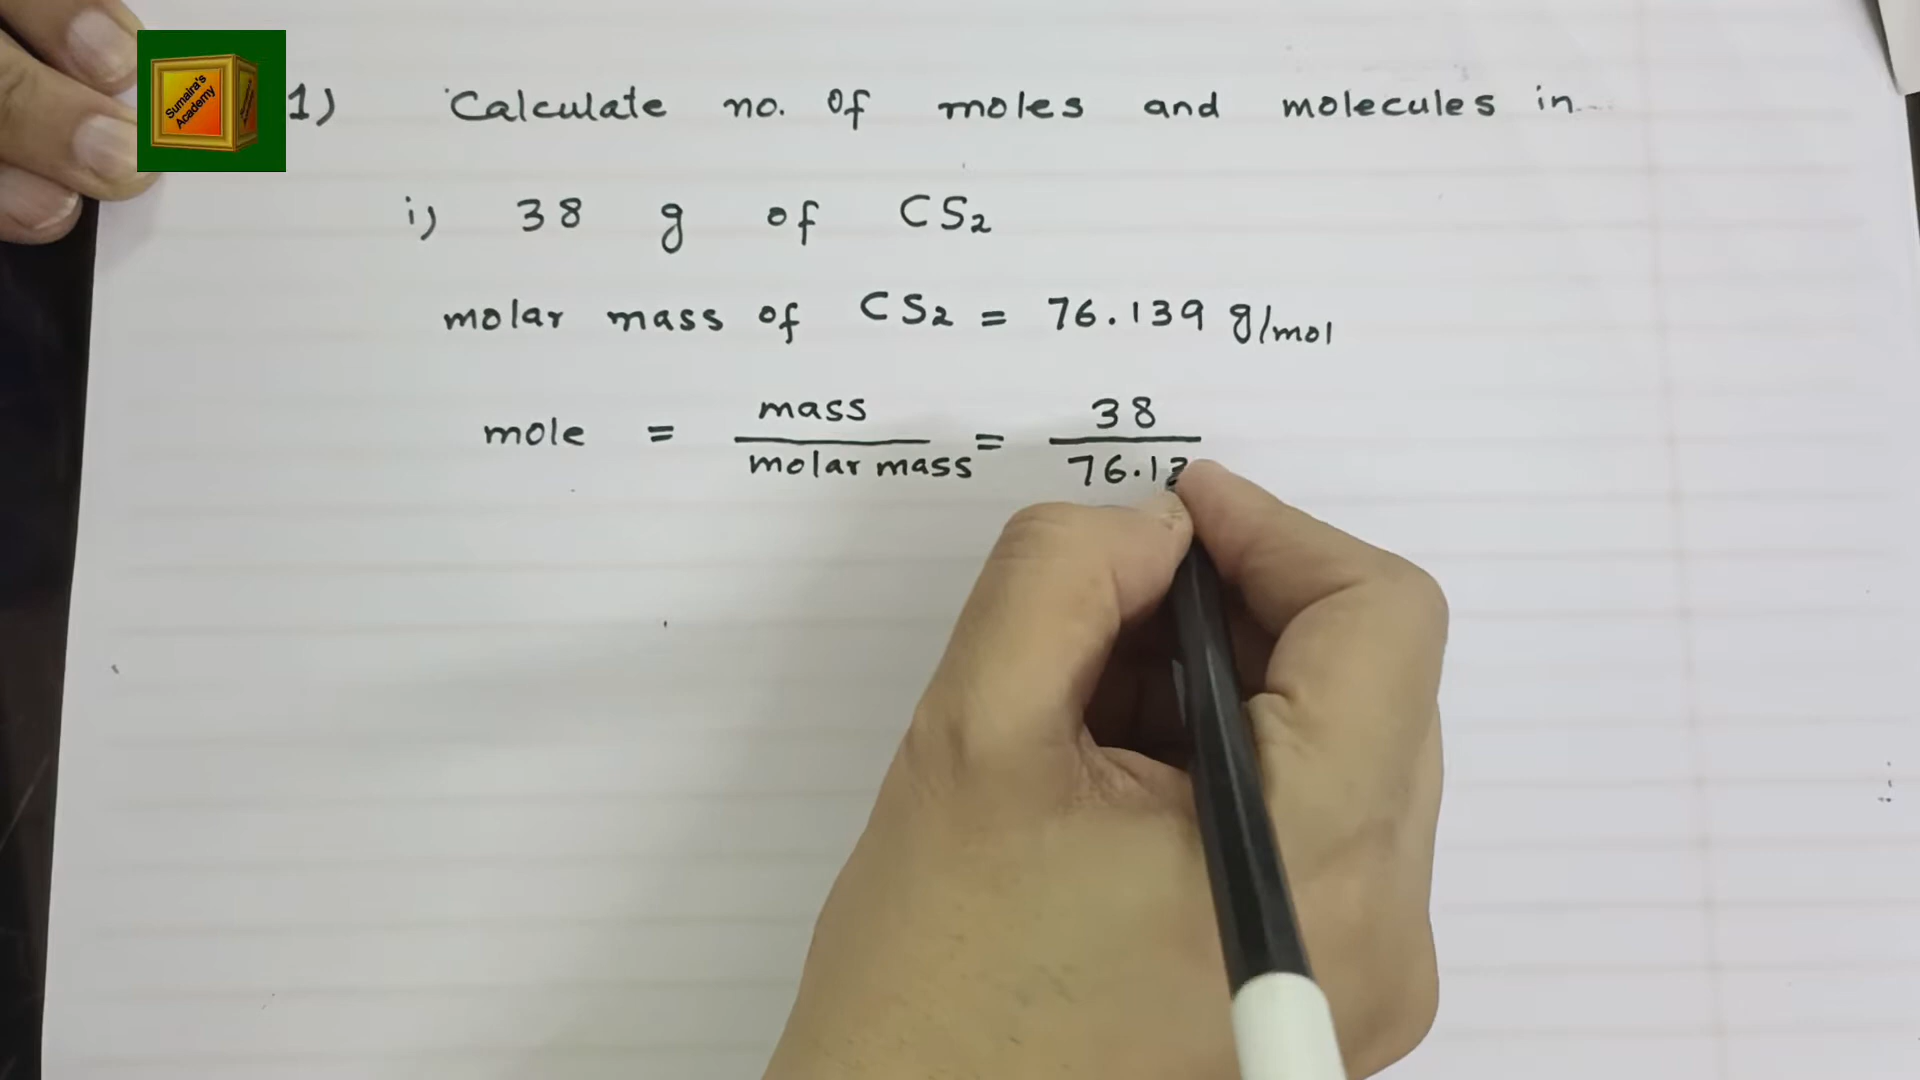 Sumaira's Academy
1) Calculate no. of moles and molecules in
i) 38 g of CS₂
molar mass of CS₂ = 76.139 g/mol
mole = mass / molar mass = 38 / 76.13